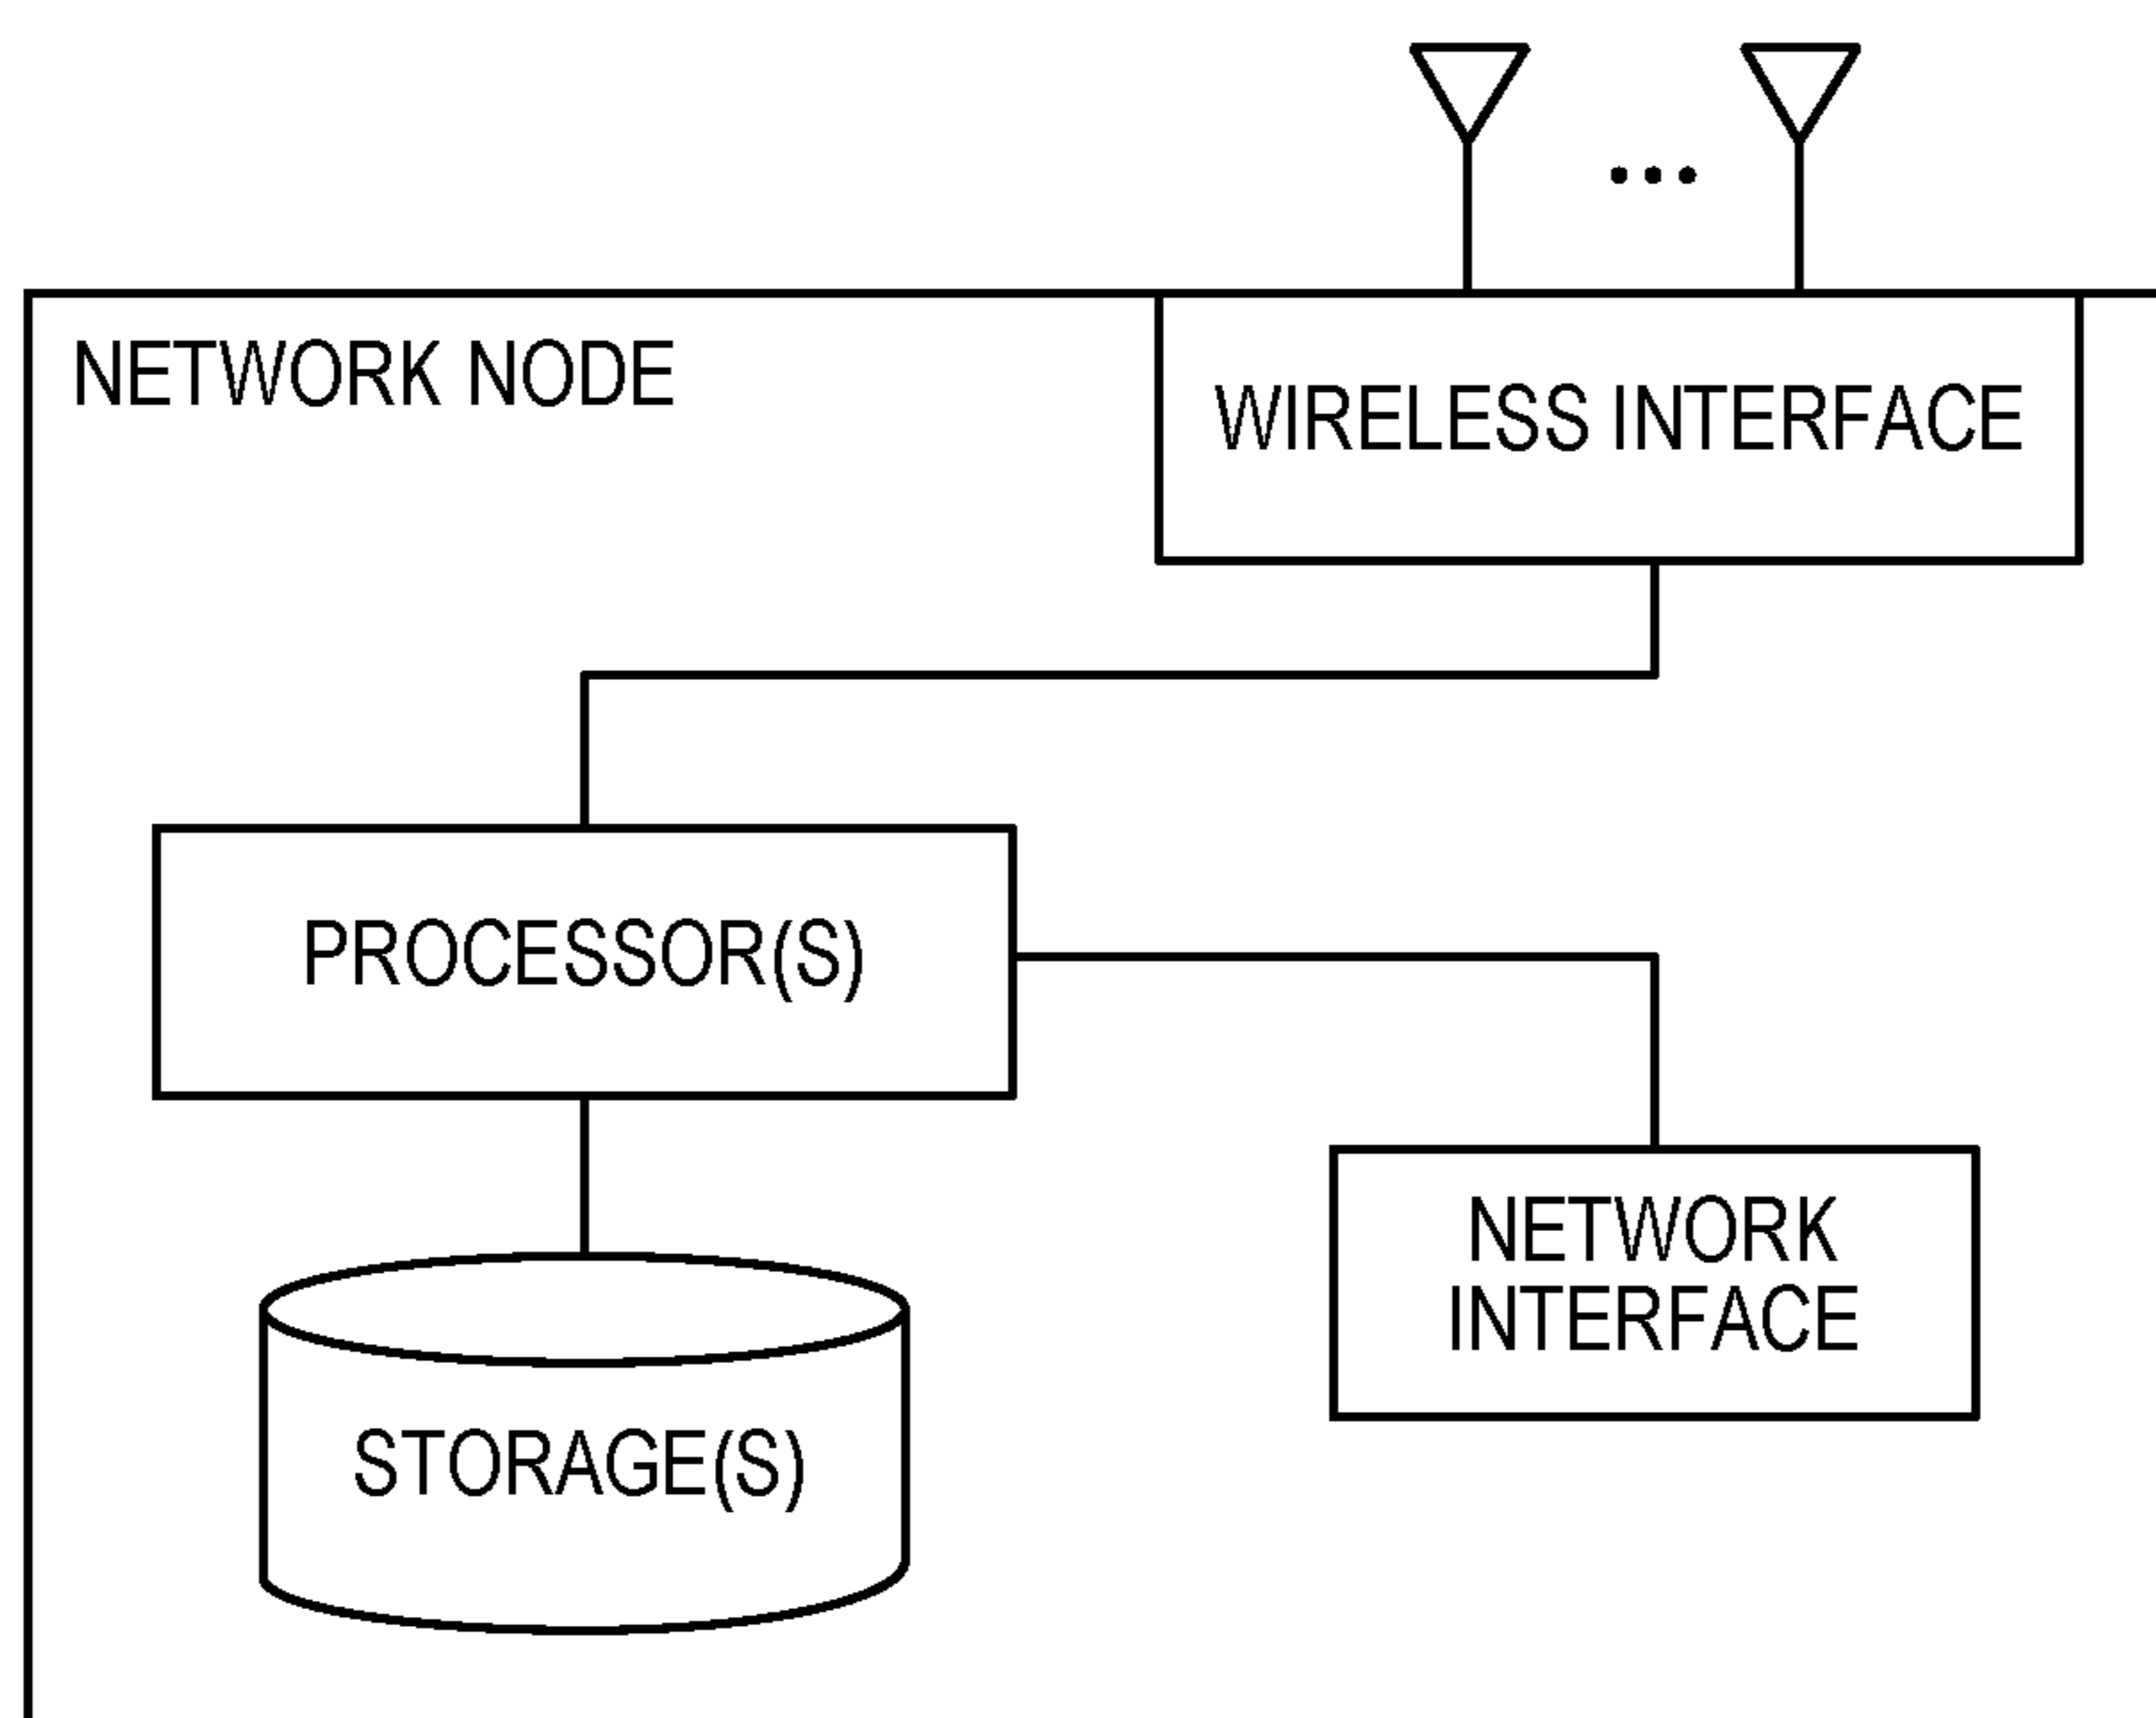 NETWORK NODE
WIRELESS INTERFACE
PROCESSOR(S)
NETWORK
INTERFACE
STORAGE(S)